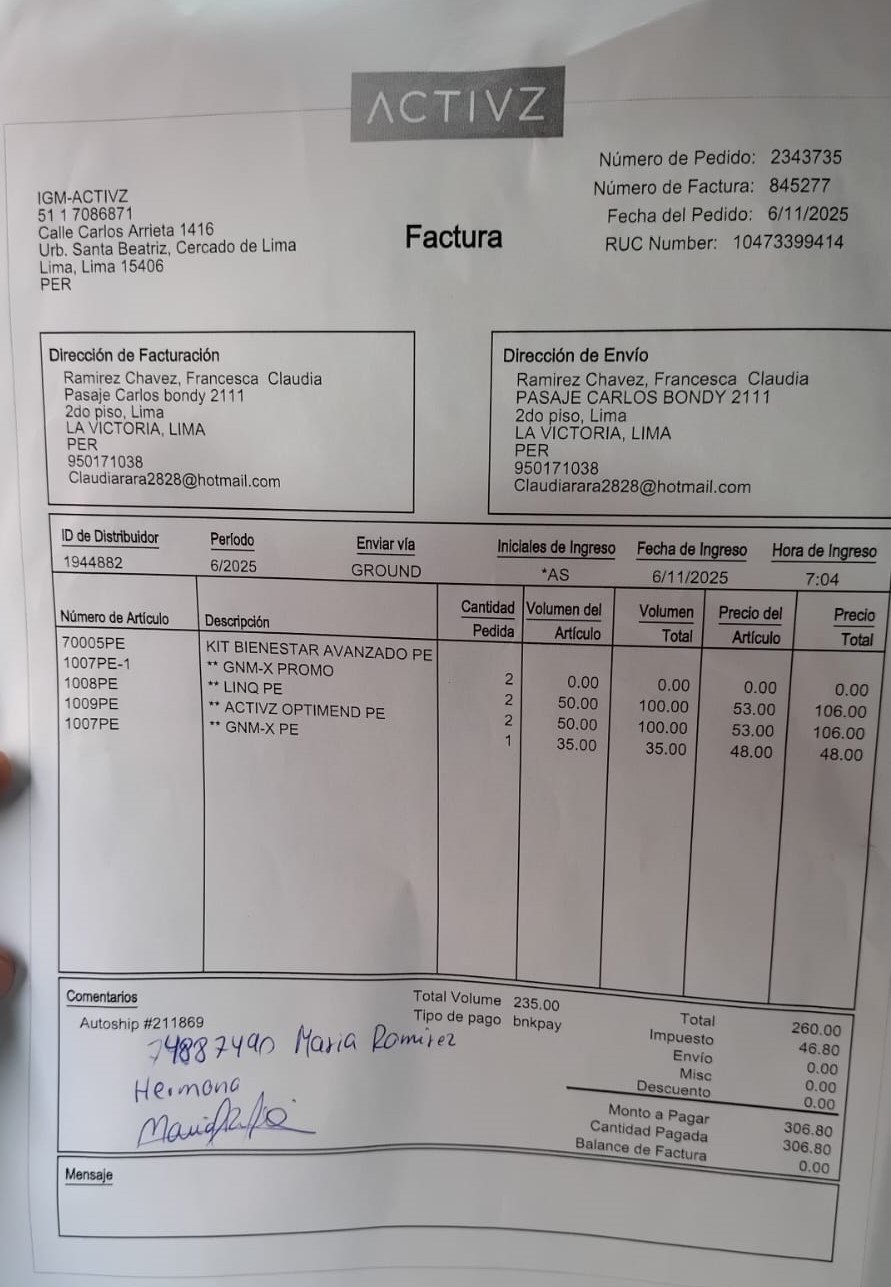 ACTIVZ
Número de Pedido: 2343735
Número de Factura: 845277
Fecha del Pedido: 6/11/2025
RUC Number: 10473399414
IGM-ACTIVZ
51 1 7086871
Calle Carlos Arrieta 1416
Urb. Santa Beatriz, Cercado de Lima
Lima, Lima 15406
PER
Factura
Dirección de Facturación
Ramirez Chavez, Francesca Claudia
Pasaje Carlos bondy 2111
2do piso, Lima
LA VICTORIA, LIMA
PER
950171038
Claudiarara2828@hotmail.com
Dirección de Envío
Ramirez Chavez, Francesca Claudia
PASAJE CARLOS BONDY 2111
2do piso, Lima
LA VICTORIA, LIMA
PER
950171038
Claudiarara2828@hotmail.com
ID de Distribuidor Período Enviar vía Iniciales de Ingreso Fecha de Ingreso Hora de Ingreso
1944882 6/2025 GROUND *AS 6/11/2025 7:04
Número de Artículo Descripción Cantidad Pedida Volumen del Artículo Volumen Total Precio del Artículo Precio Total
70005PE KIT BIENESTAR AVANZADO PE
1007PE-1 ** GNM-X PROMO 2 0.00 0.00 0.00 0.00
1008PE ** LINQ PE 2 50.00 100.00 53.00 106.00
1009PE ** ACTIVZ OPTIMEND PE 2 50.00 100.00 53.00 106.00
1007PE ** GNM-X PE 1 35.00 35.00 48.00 48.00
Comentarios
Autoship #211869
74887490 Maria Ramirez
Hermana
Total Volume 235.00
Tipo de pago bnkpay
Total 260.00
Impuesto 46.80
Envío 0.00
Misc 0.00
Descuento 0.00
Monto a Pagar 306.80
Cantidad Pagada 306.80
Balance de Factura 0.00
Mensaje